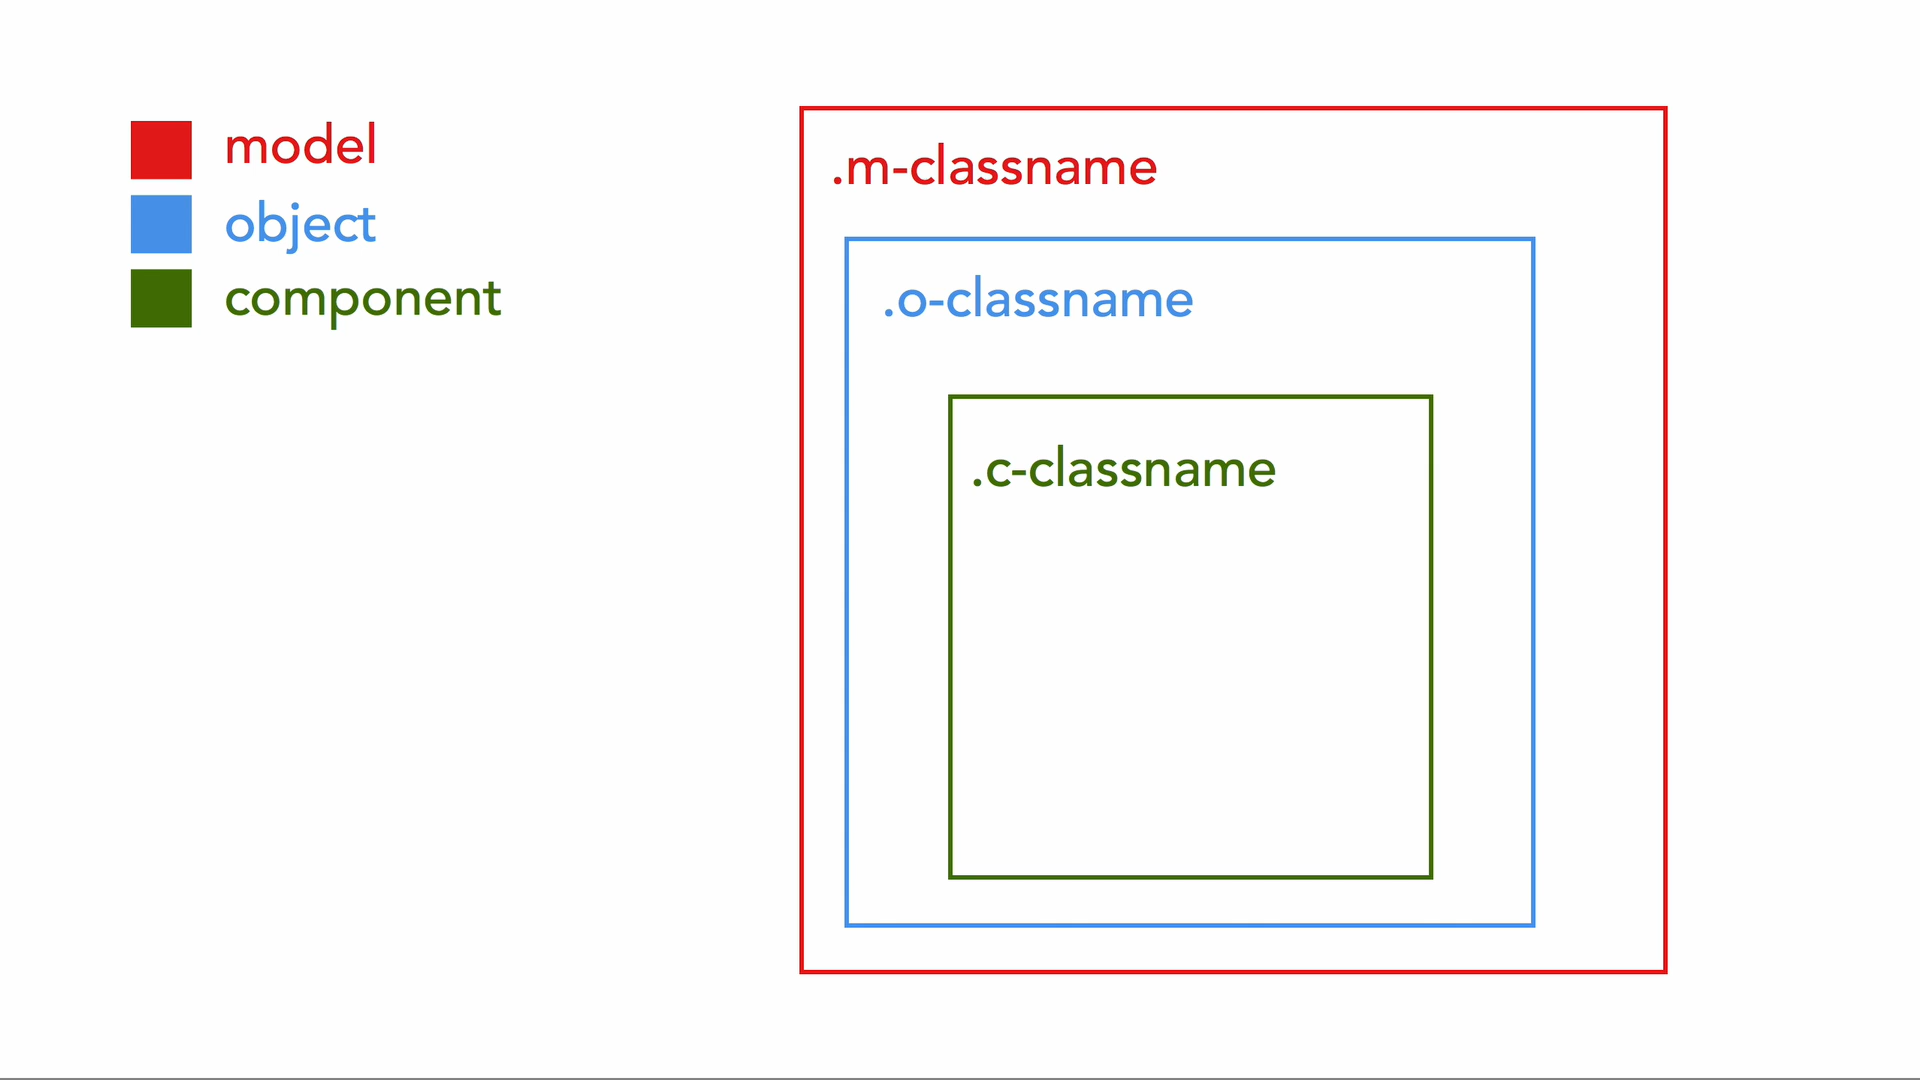 model
object
component
.m-classname
.o-classname
.c-classname